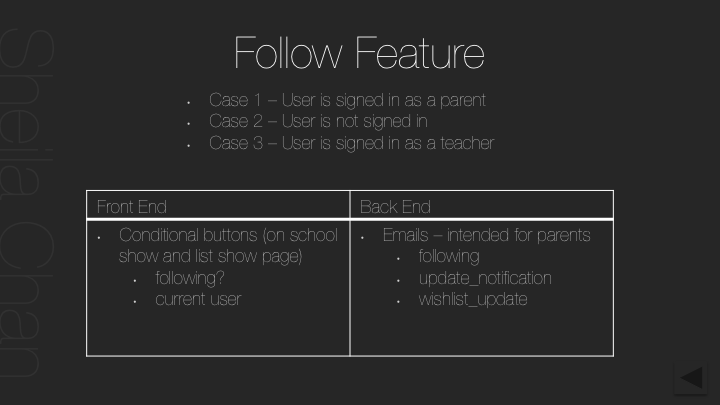 Follow Feature
• Case 1 – User is signed in as a parent
• Case 2 – User is not signed in
• Case 3 – User is signed in as a teacher
Front End
• Conditional buttons (on school
show and list show page)
• following?
• current user
Back End
• Emails – intended for parents
• following
• update_notification
• wishlist_update
Sheila Chan